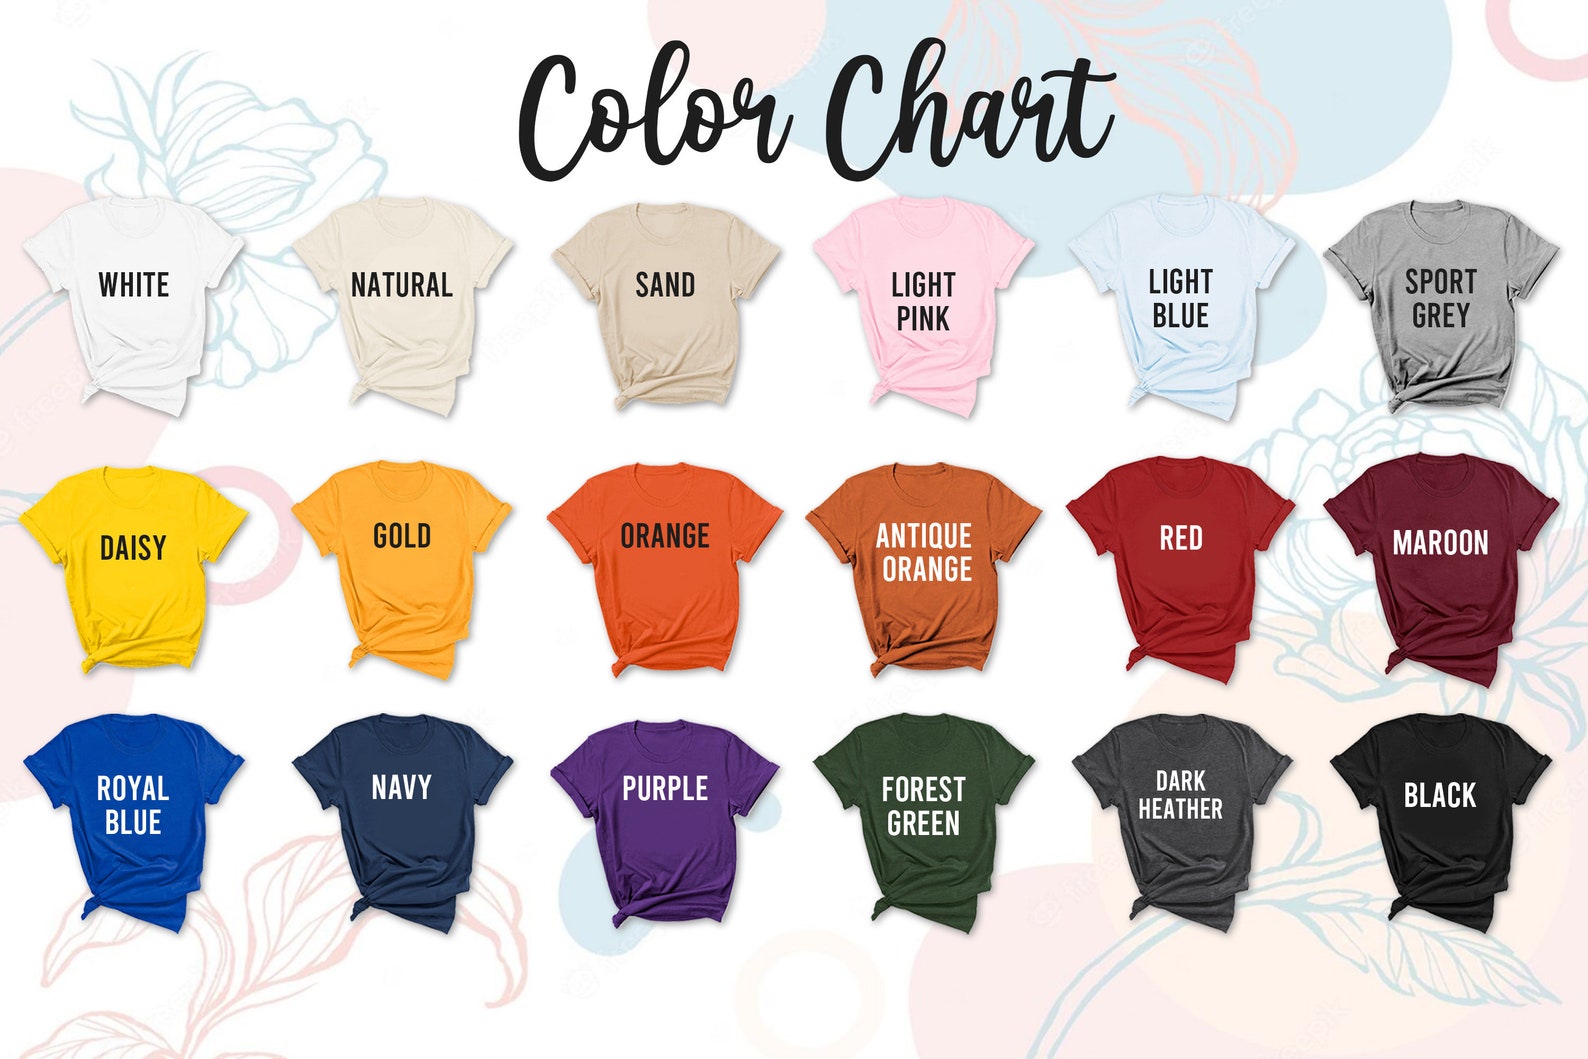 Color Chart
WHITE
NATURAL
SAND
LIGHT
PINK
LIGHT
BLUE
SPORT
GREY
DAISY
GOLD
ORANGE
ANTIQUE
ORANGE
RED
MAROON
ROYAL
BLUE
NAVY
PURPLE
FOREST
GREEN
DARK
HEATHER
BLACK